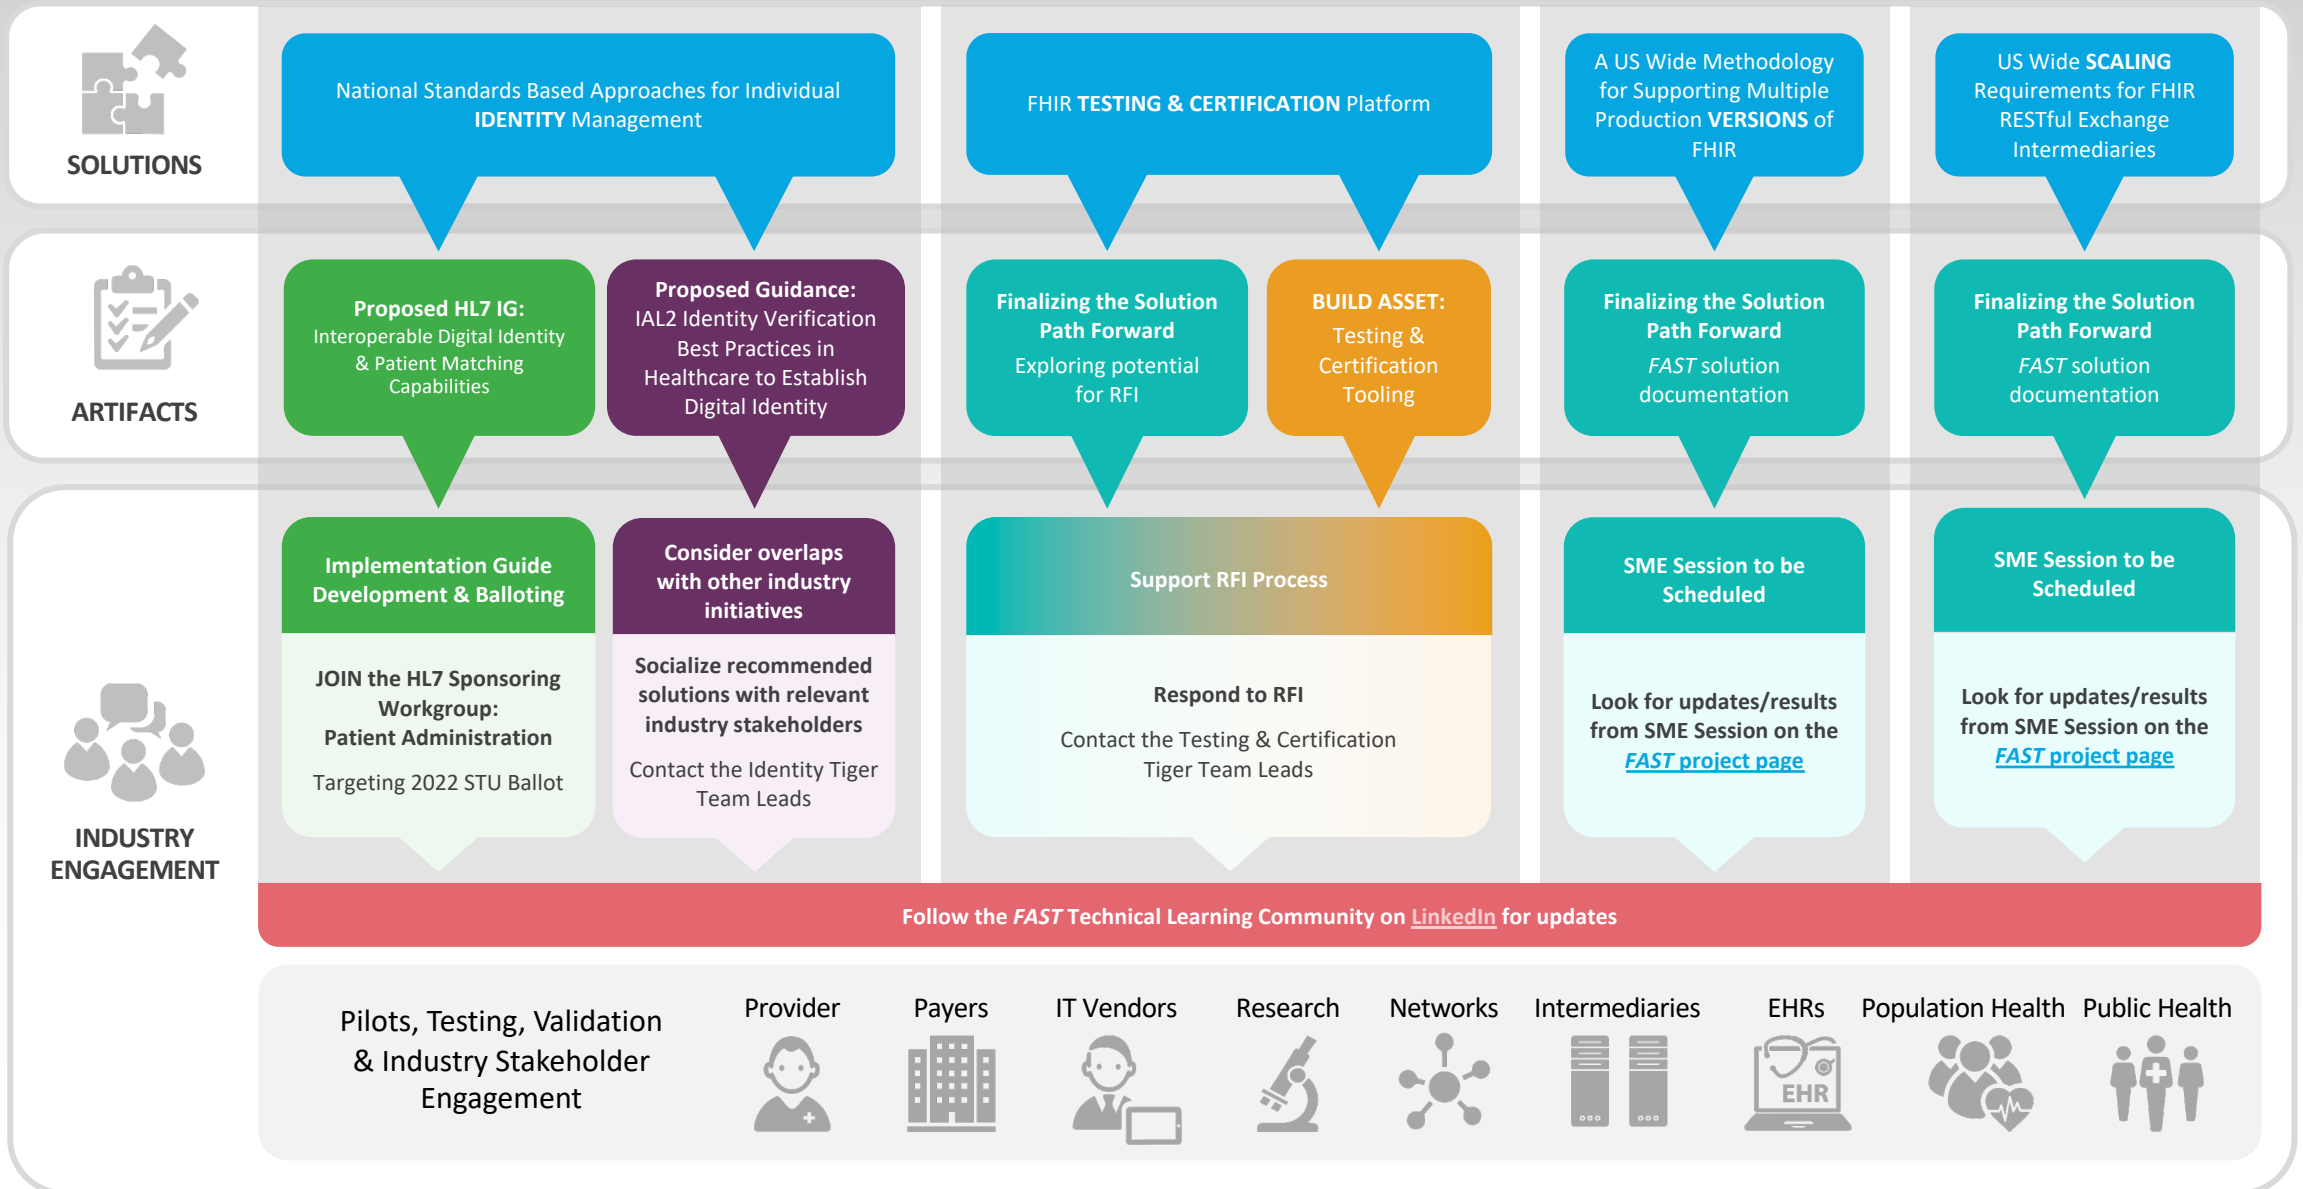 SOLUTIONS
National Standards Based Approaches for Individual
IDENTITY Management
FHIR TESTING & CERTIFICATION Platform
A US Wide Methodology
for Supporting Multiple
Production VERSIONS of
FHIR
US Wide SCALING
Requirements for FHIR
RESTful Exchange
Intermediaries
ARTIFACTS
Proposed HL7 IG:
Interoperable Digital Identity
& Patient Matching
Capabilities
Proposed Guidance:
IAL2 Identity Verification
Best Practices in
Healthcare to Establish
Digital Identity
Finalizing the Solution
Path Forward
Exploring potential
for RFI
BUILD ASSET:
Testing &
Certification
Tooling
Finalizing the Solution
Path Forward
FAST solution
documentation
Finalizing the Solution
Path Forward
FAST solution
documentation
INDUSTRY
ENGAGEMENT
Implementation Guide
Development & Balloting
JOIN the HL7 Sponsoring
Workgroup:
Patient Administration
Targeting 2022 STU Ballot
Consider overlaps
with other industry
initiatives
Socialize recommended
solutions with relevant
industry stakeholders
Contact the Identity Tiger
Team Leads
Support RFI Process
Respond to RFI
Contact the Testing & Certification
Tiger Team Leads
SME Session to be
Scheduled
Look for updates/results
from SME Session on the
FAST project page
SME Session to be
Scheduled
Look for updates/results
from SME Session on the
FAST project page
Follow the FAST Technical Learning Community on LinkedIn for updates
Pilots, Testing, Validation
& Industry Stakeholder
Engagement
Provider
Payers
IT Vendors
Research
Networks
Intermediaries
EHRs
EHR
Population Health
Public Health